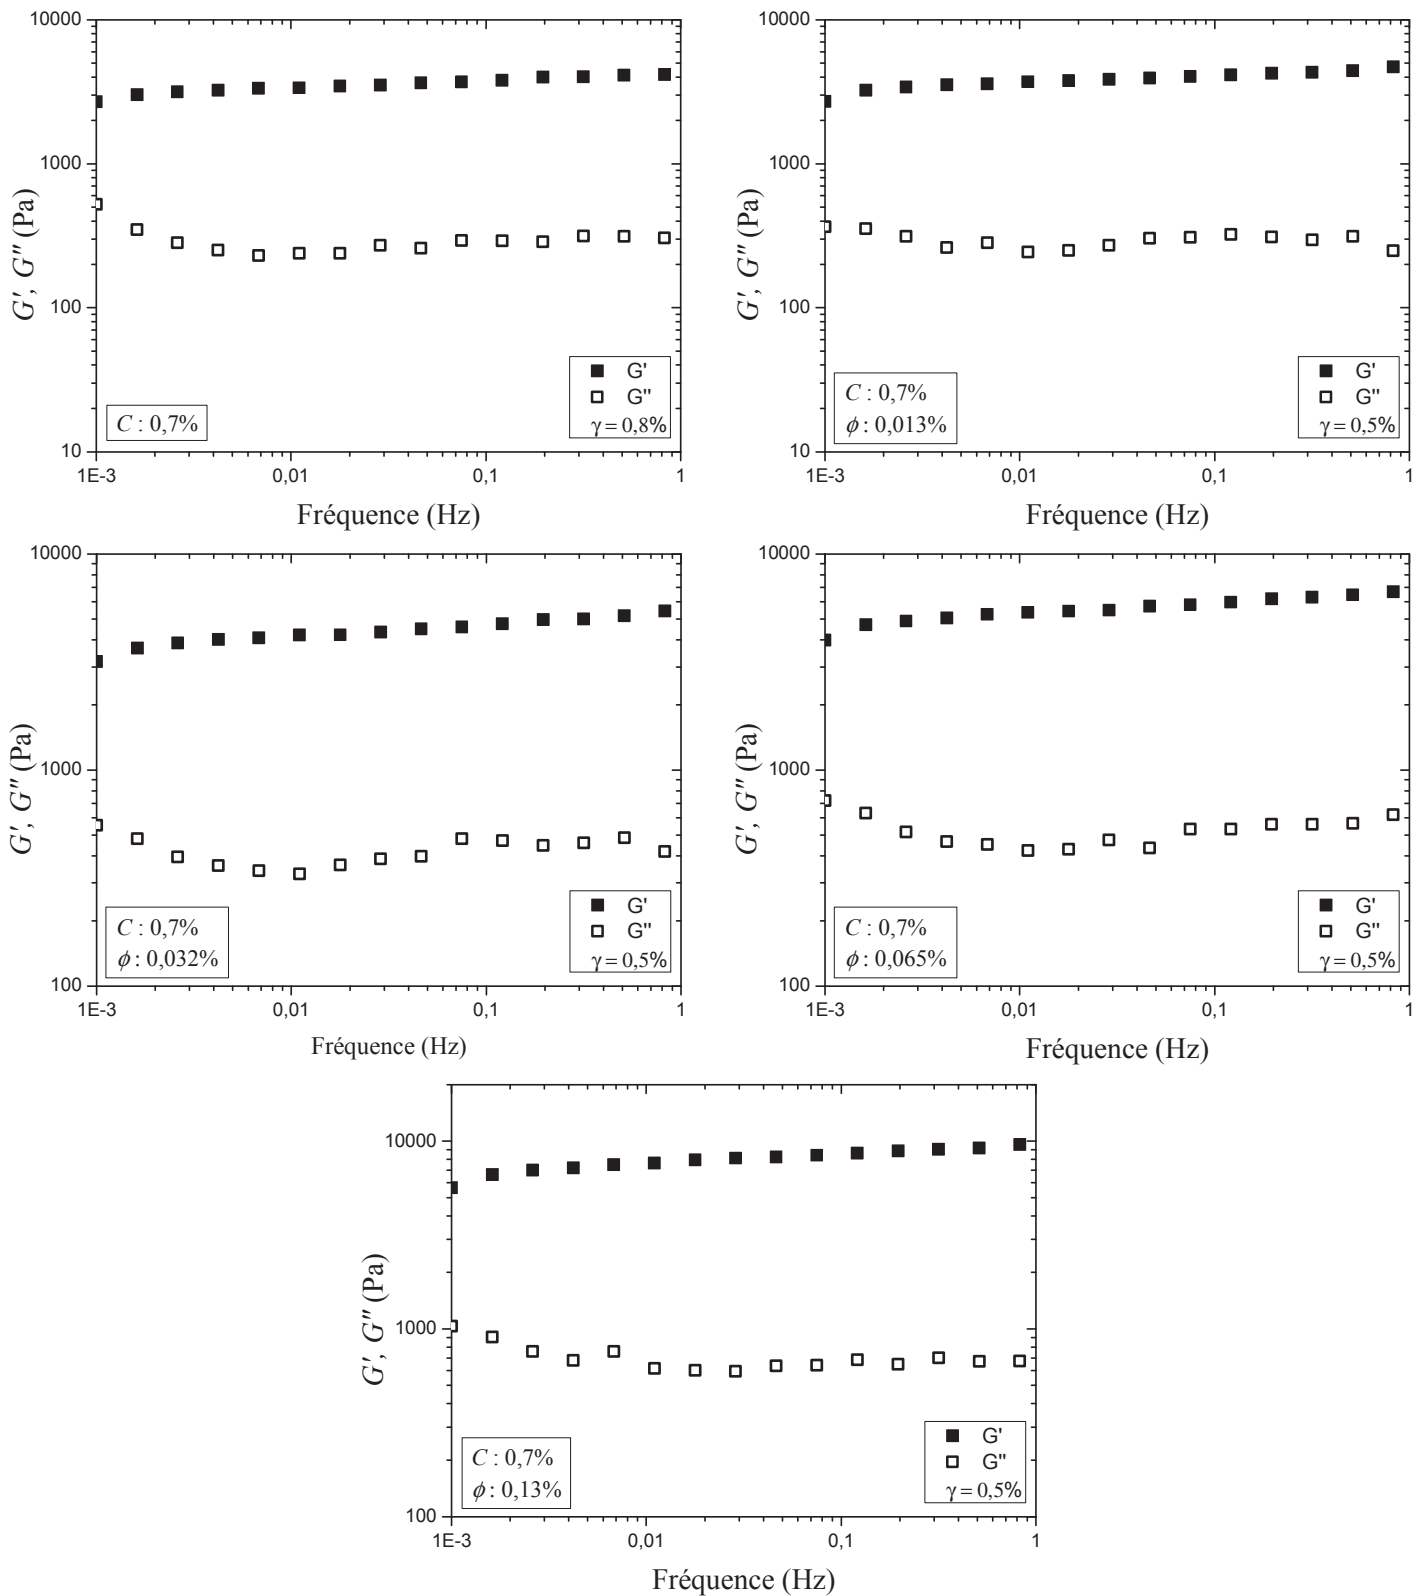 10000
1000
100
10
G', G'' (Pa)
G'
G''
γ = 0,8%
C : 0,7%
1E-3 0,01 0,1 1
Fréquence (Hz)
10000
1000
100
10
G', G'' (Pa)
G'
G''
γ = 0,5%
C : 0,7%
ϕ : 0,013%
1E-3 0,01 0,1 1
Fréquence (Hz)
10000
1000
100
G', G'' (Pa)
G'
G''
γ = 0,5%
C : 0,7%
ϕ : 0,032%
1E-3 0,01 0,1 1
Fréquence (Hz)
10000
1000
100
G', G'' (Pa)
G'
G''
γ = 0,5%
C : 0,7%
ϕ : 0,065%
1E-3 0,01 0,1 1
Fréquence (Hz)
10000
1000
100
G', G'' (Pa)
G'
G''
γ = 0,5%
C : 0,7%
ϕ : 0,13%
1E-3 0,01 0,1 1
Fréquence (Hz)